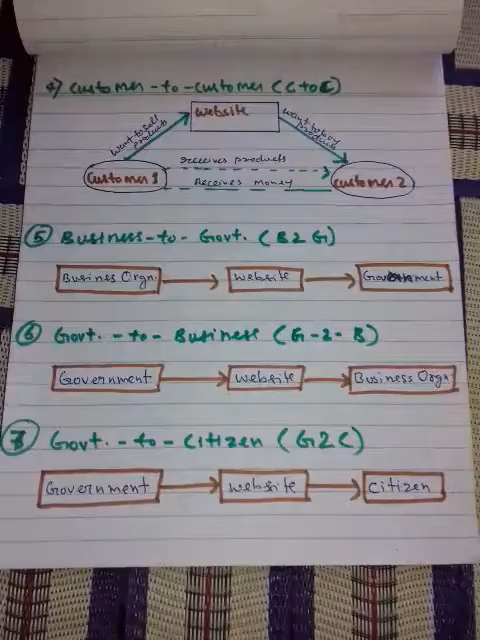 4) Customer-to-customer (C to C)
website
Want to sell products
Want to buy products
receives products
Customer 1
Receives Money
Customer 2
5 Business-to-Govt. (B2G)
Busines Orgn.
website
Government
6 Govt.-to-Business (G-2-B)
Government
website
Business Orgn
7 Govt.-to-Citizen (G2C)
Government
website
Citizen